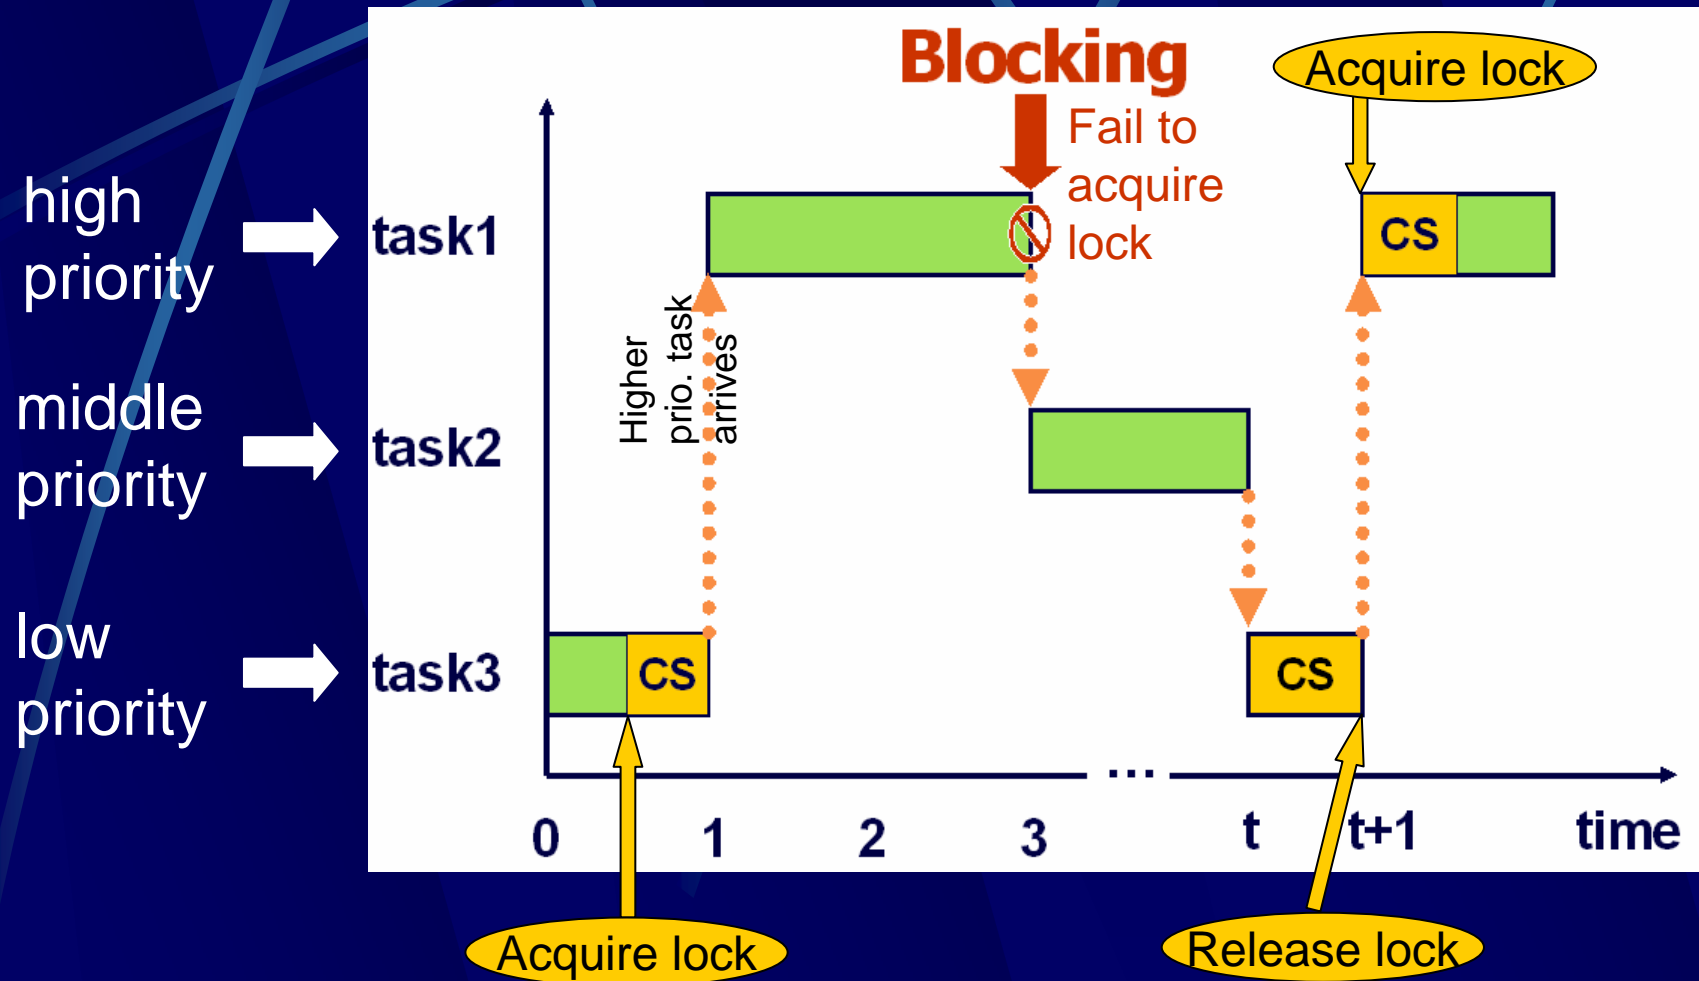 Blocking
Acquire lock
Fail to
acquire
lock
high
priority
task1
CS
Higher
prio. task
arrives
middle
priority
task2
low
priority
task3
CS
CS
...
0
1
2
3
t
t+1
time
Acquire lock
Release lock